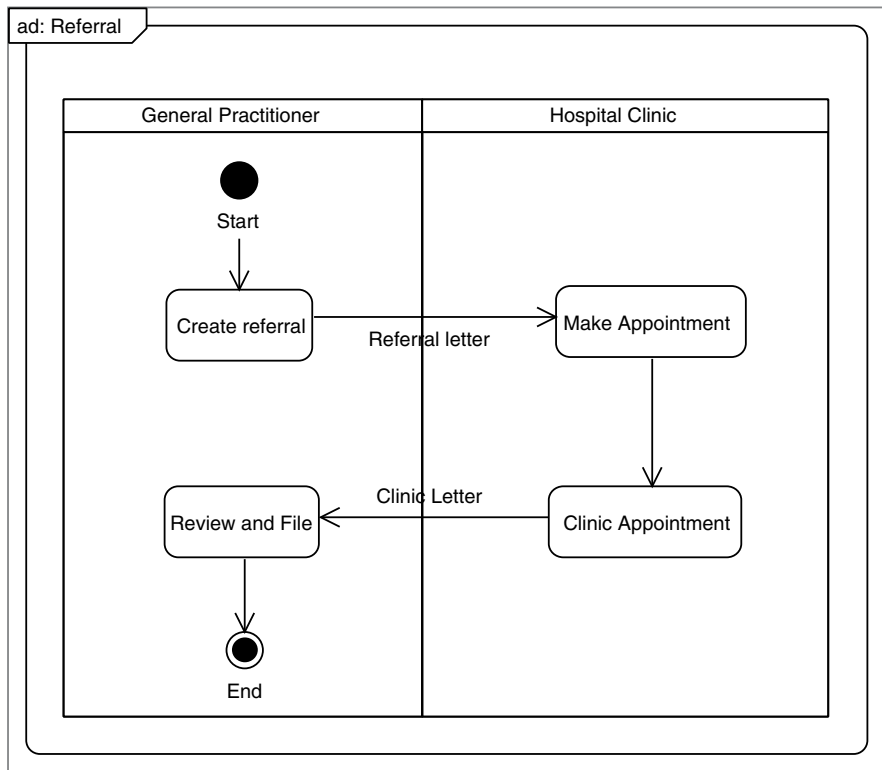 ad: Referral
General Practitioner
Hospital Clinic
Start
Create referral
Referral letter
Make Appointment
Review and File
Clinic Letter
Clinic Appointment
End